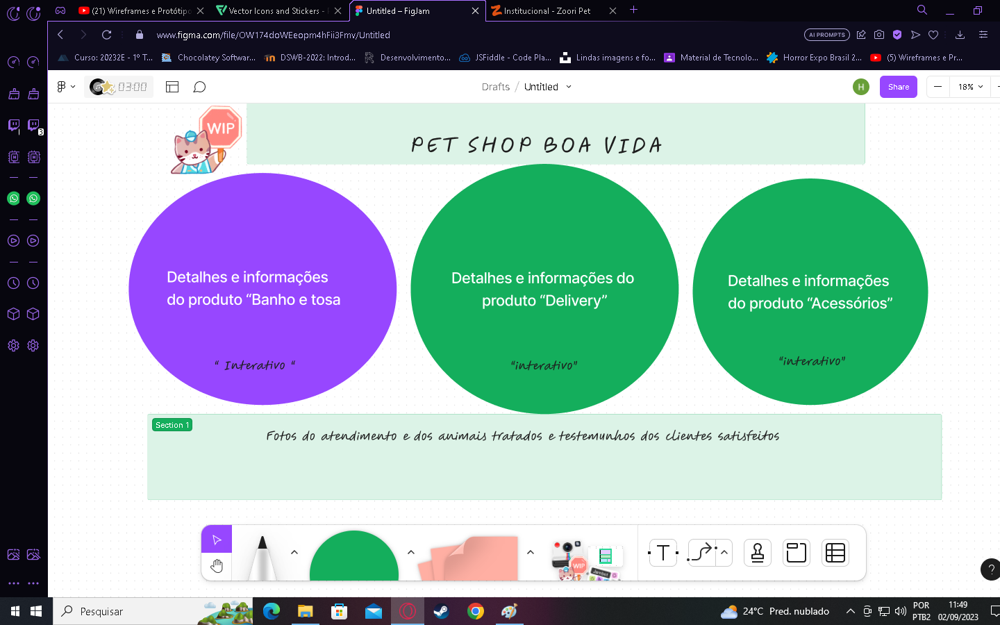 (21) Wireframes e Protótipo
Vector Icons and Stickers -
Untitled – FigJam
Institucional - Zoori Pet
www.figma.com/file/OW174doWEeopm4hFii3Fmv/Untitled
AI PROMPTS
Curso: 20232E - 1º T...
Chocolatey Softwar...
DSWB-2022: Introd...
Desenvolvimento...
JSFiddle - Code Pla...
Lindas imagens e fo...
Material de Tecnolo...
Horror Expo Brasil 2...
(5) Wireframes e Pr...
03:00
Drafts / Untitled
H
Share
18%
3
WIP
PET SHOP BOA VIDA
Detalhes e informações
do produto “Banho e tosa
“ Interativo “
Detalhes e informações do
produto “Delivery”
“interativo”
Detalhes e informações
do produto “Acessórios”
“interativo”
Section 1
Fotos do atendimento e dos animais tratados e testemunhos dos clientes satisfeitos
WIP
Jambot
T
?
Pesquisar
24°C Pred. nublado
POR
PTB2
11:49
02/09/2023